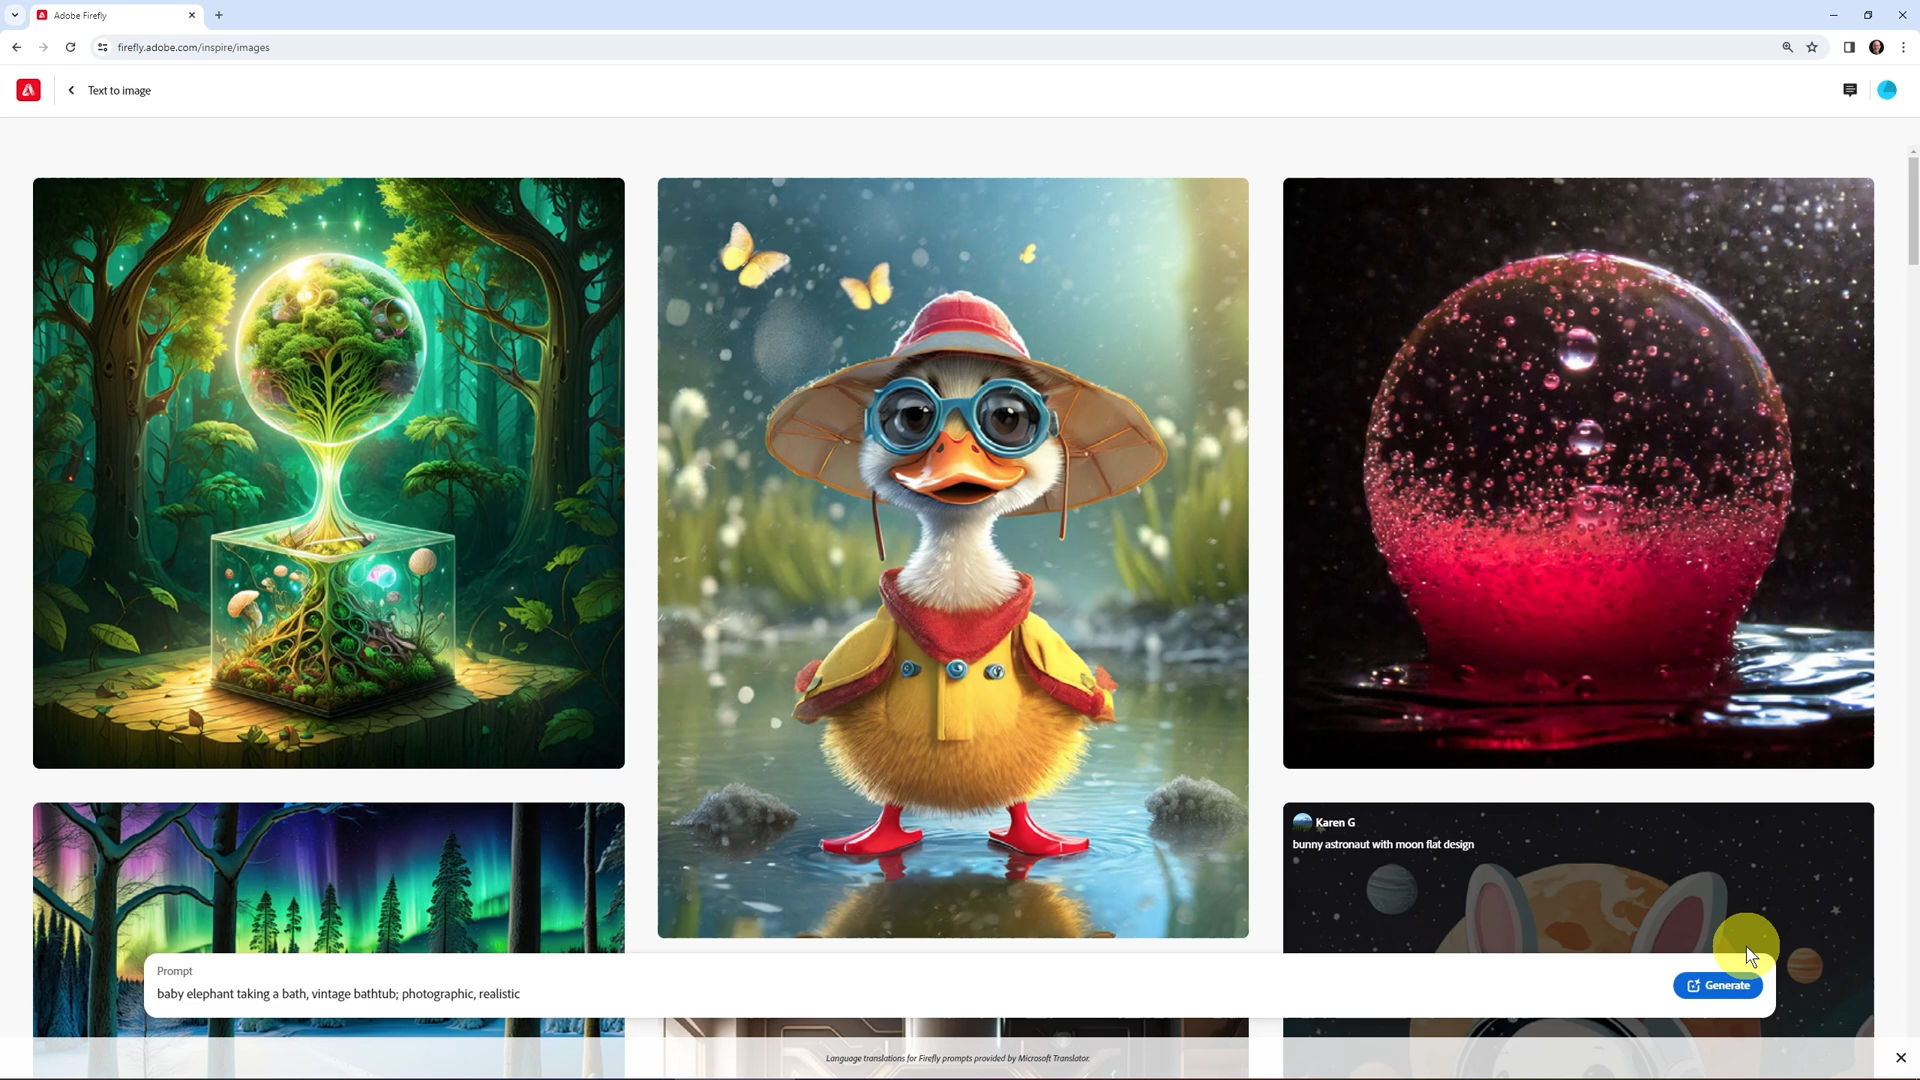 Adobe Firefly
firefly.adobe.com/inspire/images
Text to image
Karen G
bunny astronaut with moon flat design
Prompt
baby elephant taking a bath, vintage bathtub; photographic, realistic
Generate
Language translations for Firefly prompts provided by Microsoft Translator.